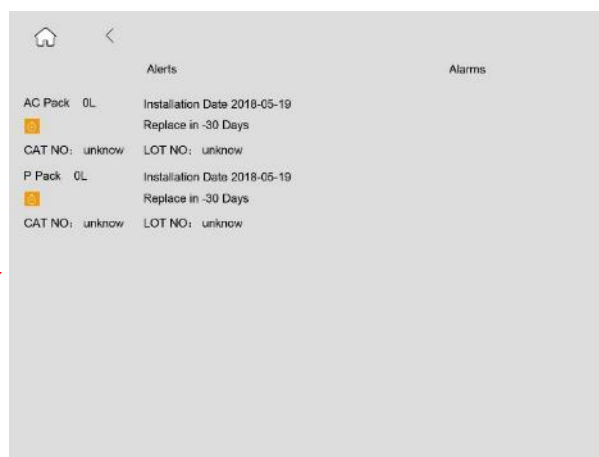 Alerts Alarms
AC Pack 0L Installation Date 2018-05-19
Replace in -30 Days
CAT NO: unknow LOT NO: unknow
P Pack 0L Installation Date 2018-05-19
Replace in -30 Days
CAT NO: unknow LOT NO: unknow